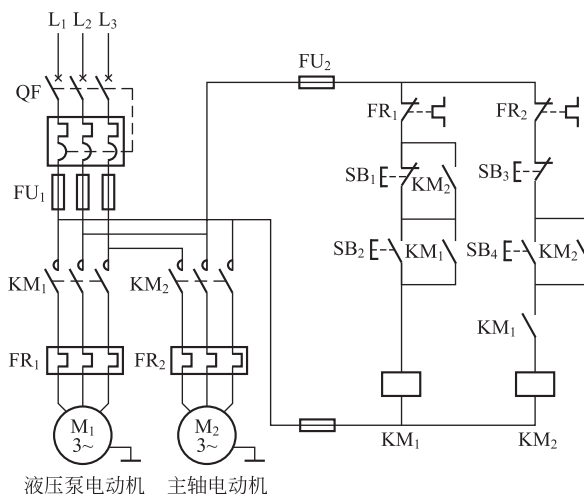 L₁ L₂ L₃
FU₂
QF
FR₁
FR₂
SB₁
KM₂
SB₃
FU₁
SB₂
KM₁
SB₄
KM₂
KM₁
KM₂
KM₁
FR₁
FR₂
M₁
3~
M₂
3~
KM₁
KM₂
液压泵电动机
主轴电动机